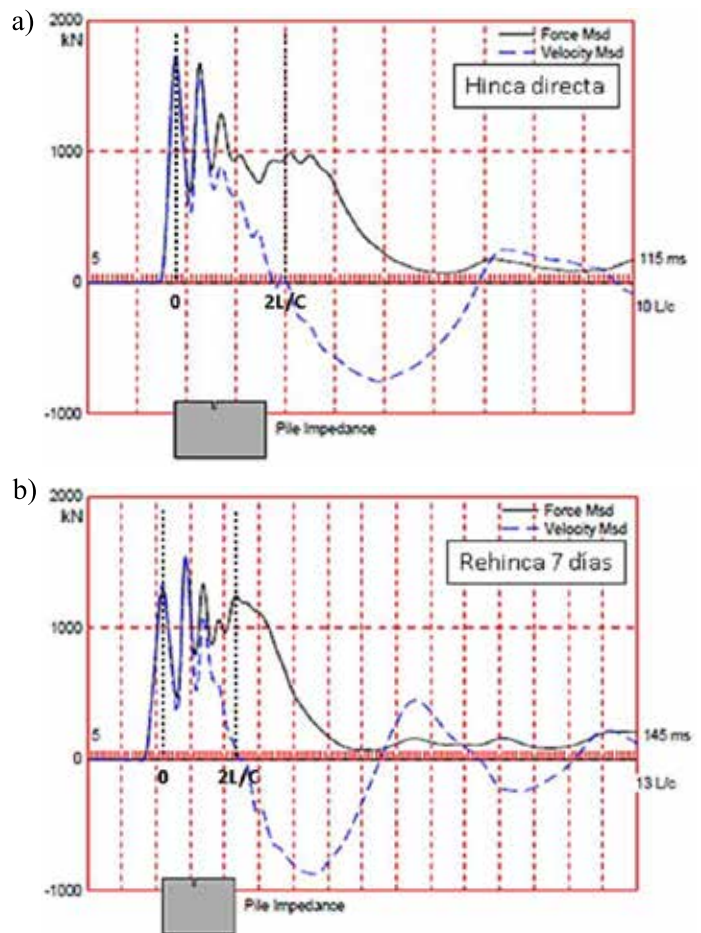 a)
2000
kN
Force Msd
Velocity Msd
Hinca directa
1000
5
115 ms
0
0
2L/C
10 L/c
-1000
Pile Impedance
b)
2000
kN
Force Msd
Velocity Msd
Rehinca 7 días
1000
5
145 ms
0
0
2L/C
13 L/c
-1000
Pile Impedance